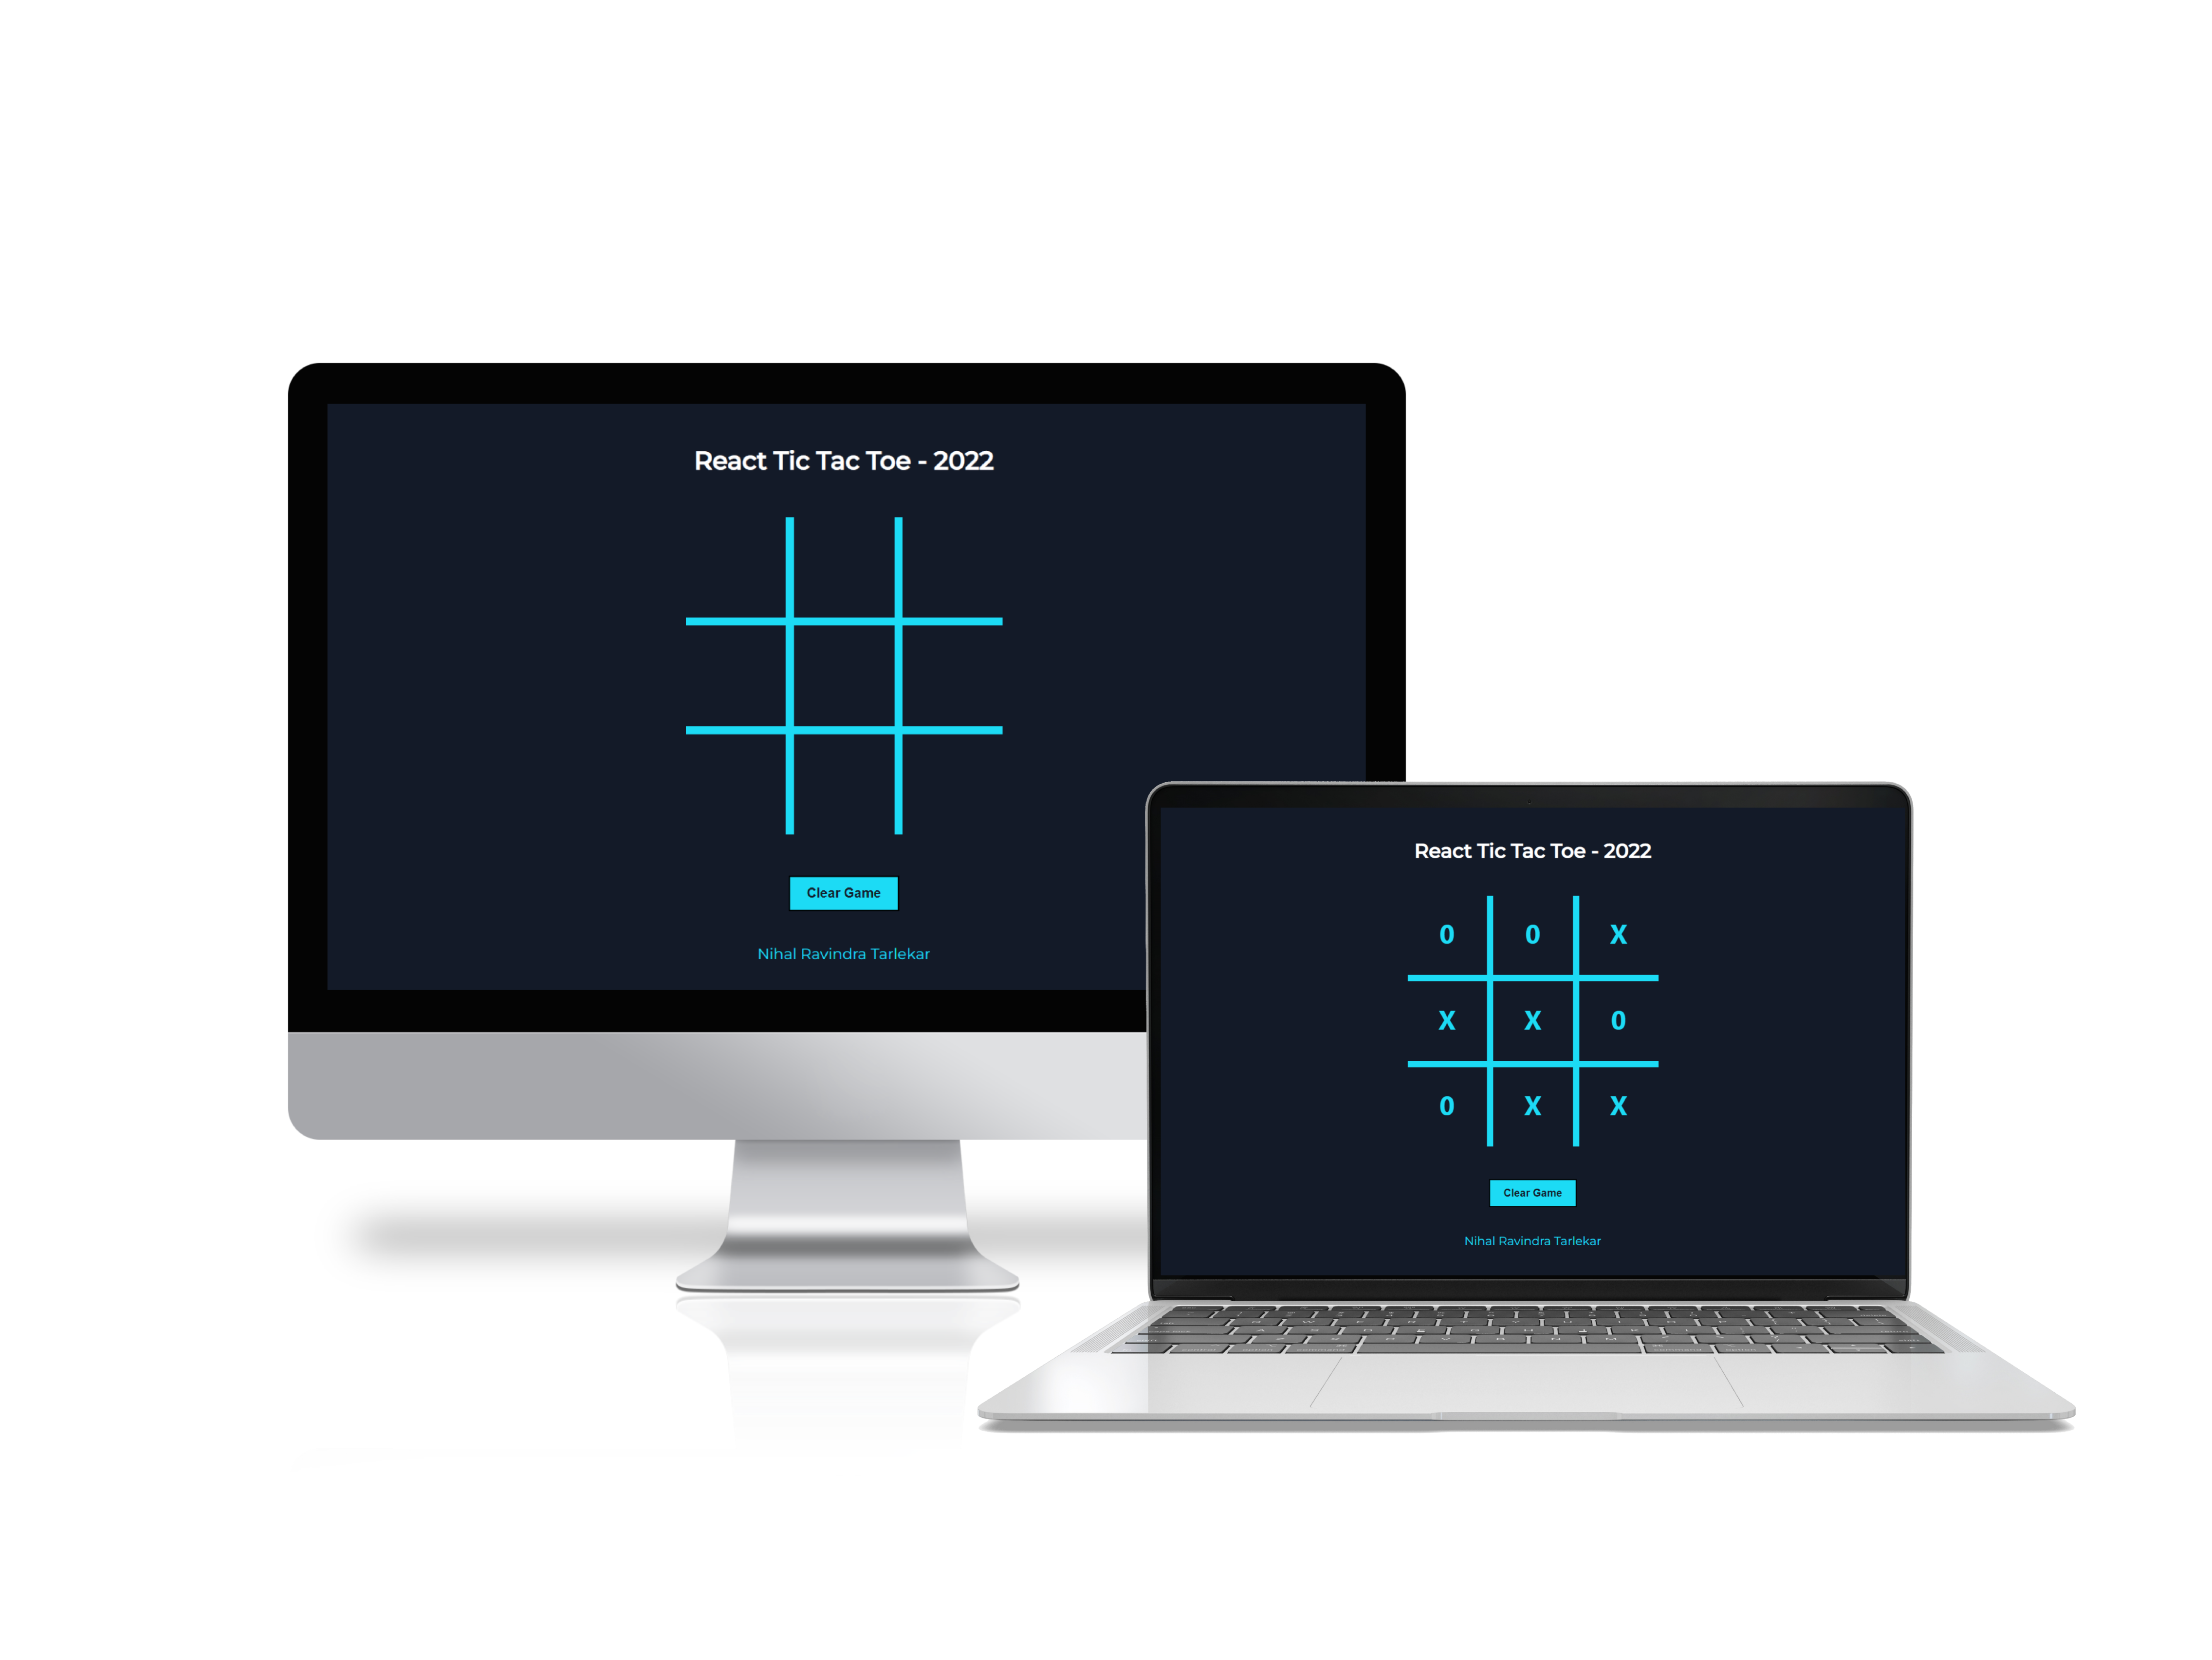 React Tic Tac Toe - 2022
Clear Game
Nihal Ravindra Tarlekar
React Tic Tac Toe - 2022
0 0 X
X X 0
0 X X
Clear Game
Nihal Ravindra Tarlekar